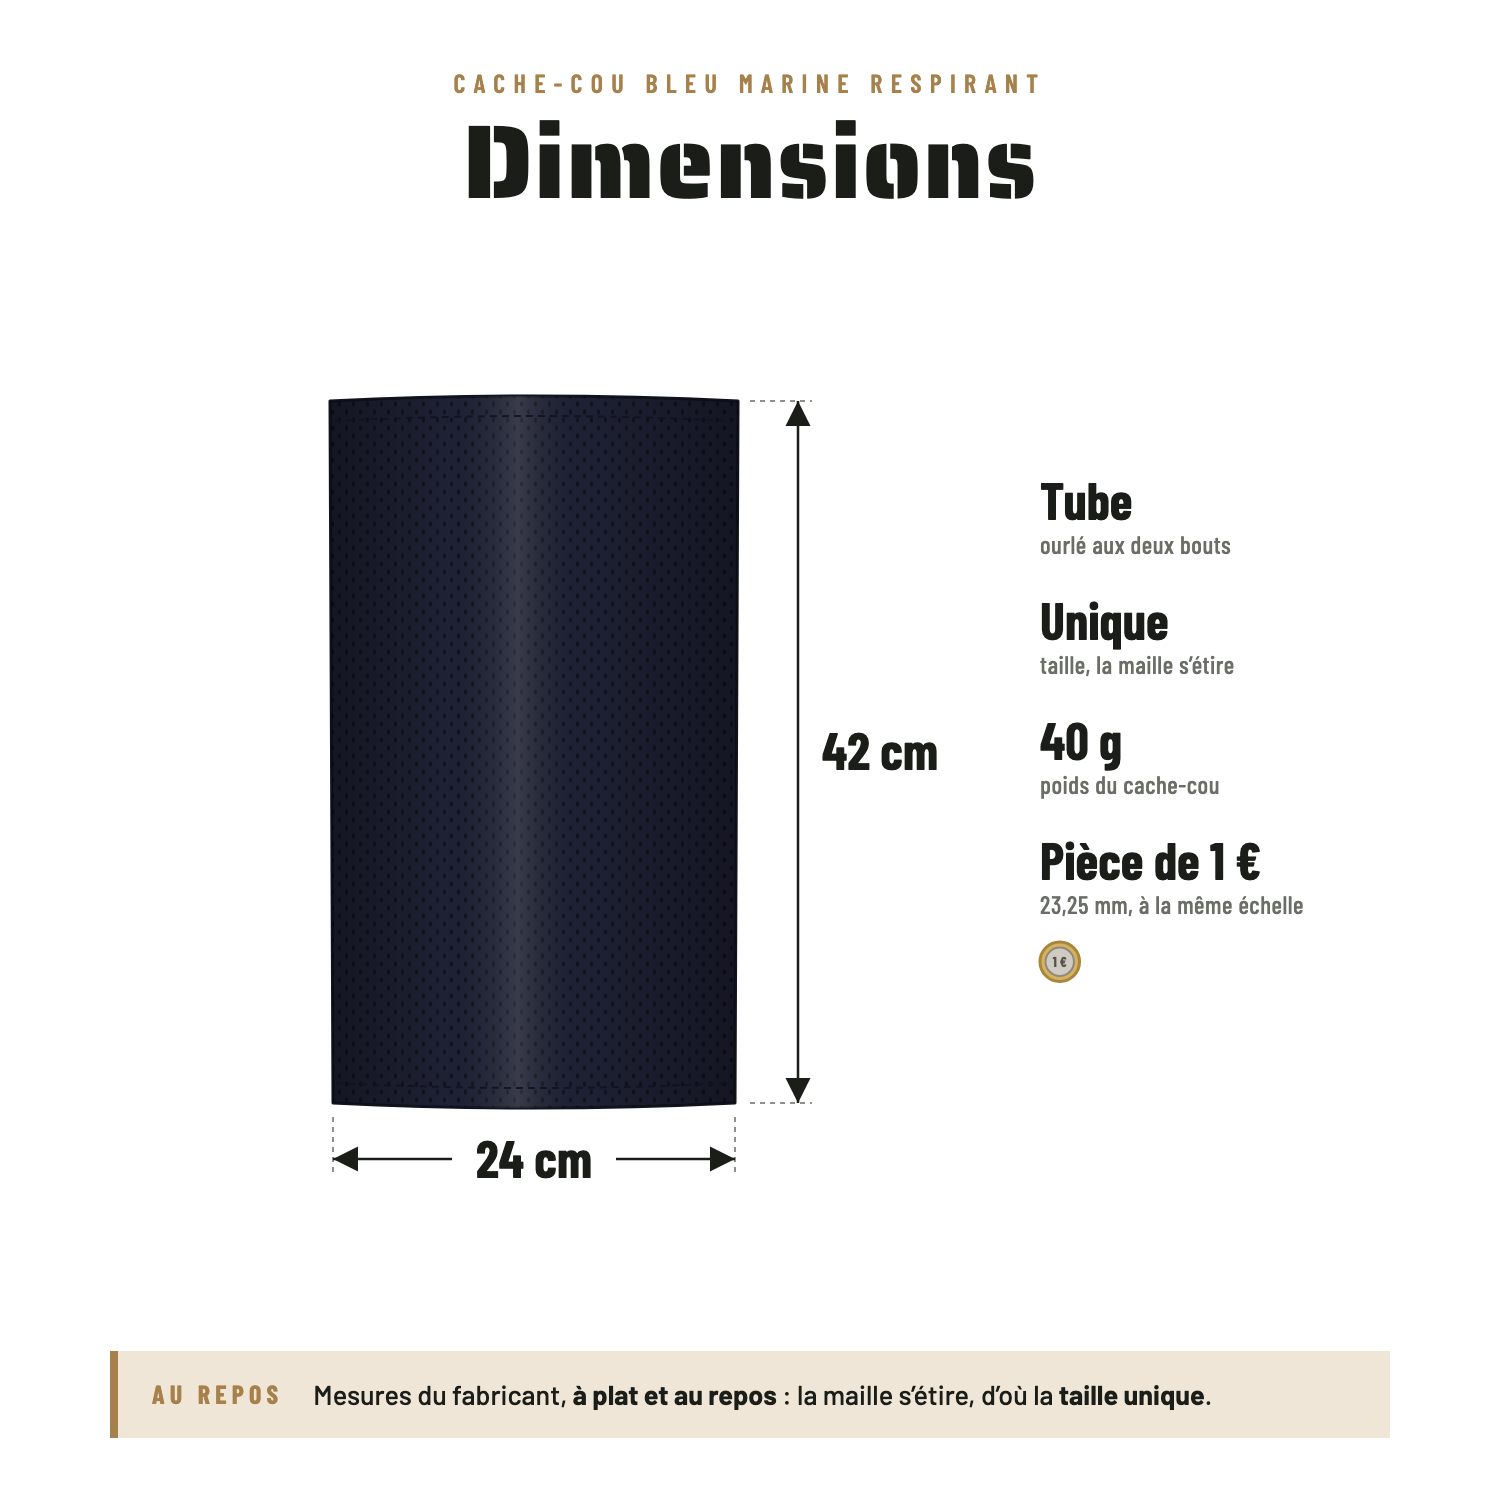 CACHE-COU BLEU MARINE RESPIRANT
Dimensions
Tube
ourlé aux deux bouts
Unique
taille, la maille s’étire
42 cm
40 g
poids du cache-cou
Pièce de 1 €
23,25 mm, à la même échelle
1 €
24 cm
AU REPOS Mesures du fabricant, à plat et au repos : la maille s’étire, d’où la taille unique.